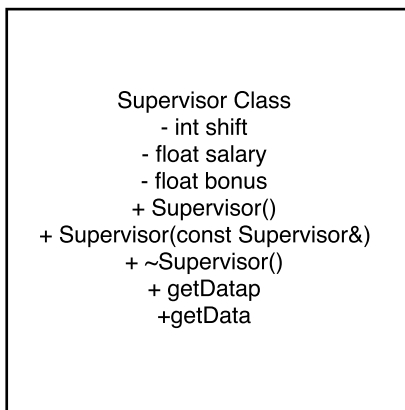 Supervisor Class
- int shift
- float salary
- float bonus
+ Supervisor()
+ Supervisor(const Supervisor&)
+ ~Supervisor()
+ getDatap
+getData